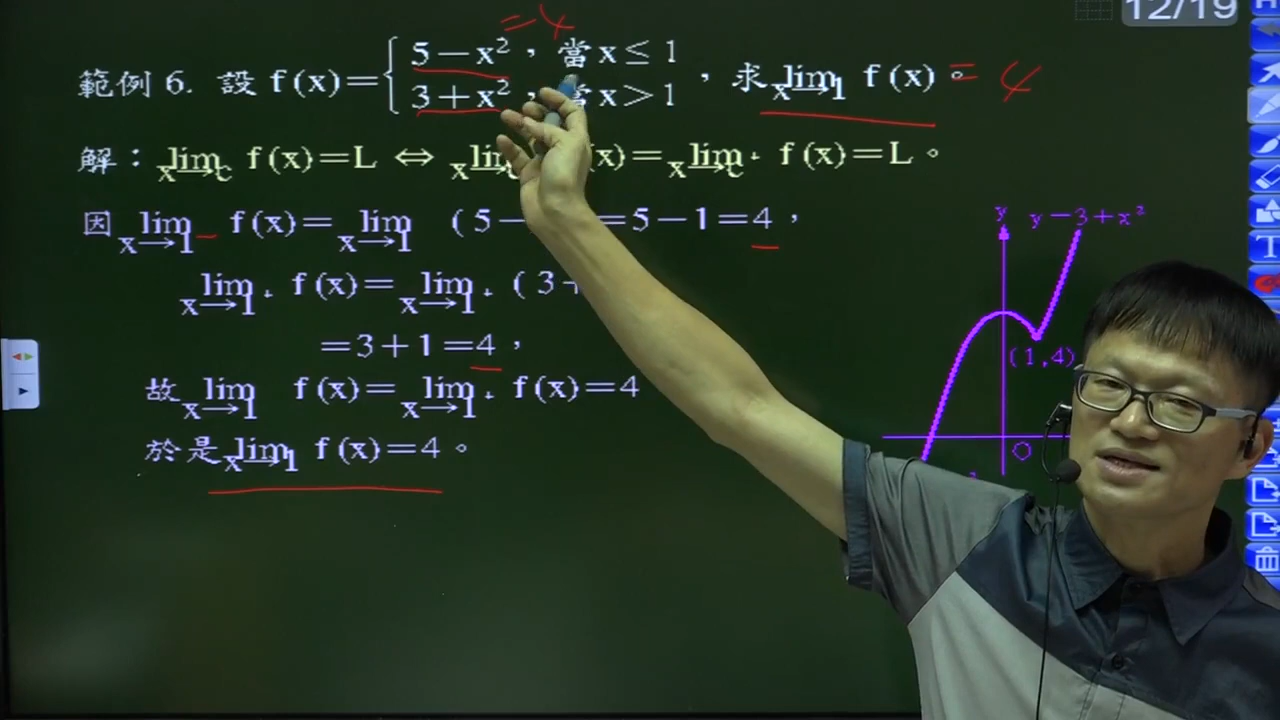 12/19
=4
範例 6. 設 f(x)= { 5-x²，當 x≤1
3+x²，當 x>1 ，求 lim x→1 f(x)。=4
解：lim x→c f(x)=L ⇔ lim x→c (x)= lim x→c⁺ f(x)=L。
因 lim x→1⁻ f(x)= lim x→1 (5- =5-1=4，
lim x→1⁺ f(x)= lim x→1⁺ (3+
=3+1=4，
故 lim x→1 f(x)= lim x→1⁺ f(x)=4
於是 lim x→1 f(x)=4。
y
y=3+x²
(1,4)
O
T